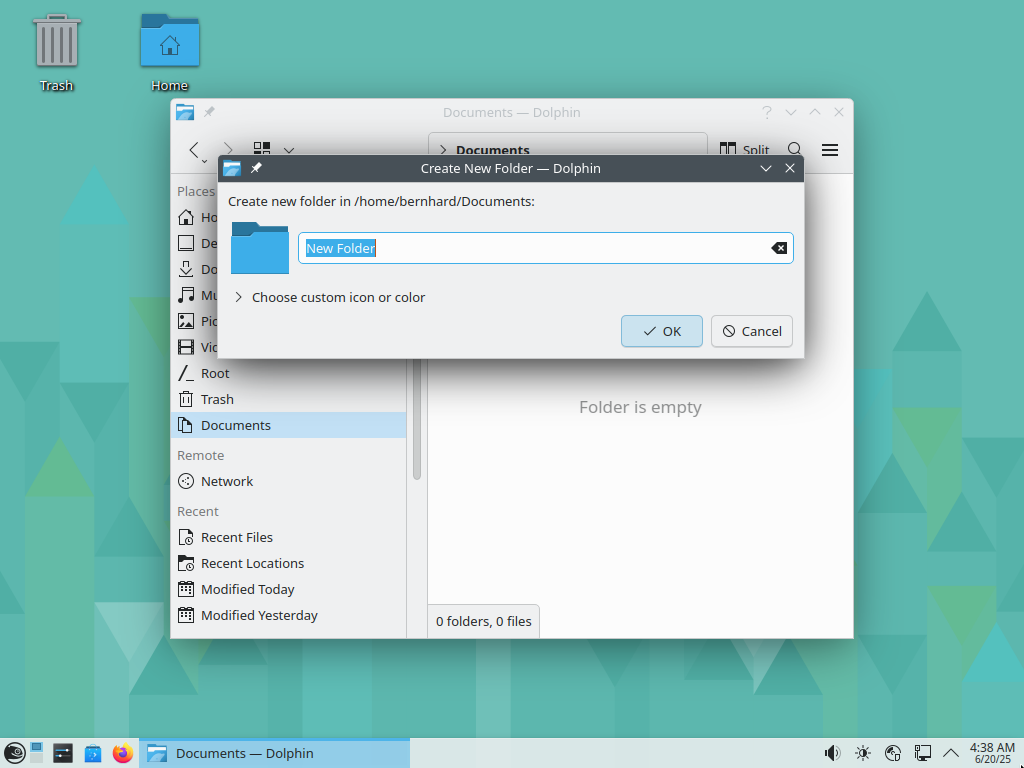 Trash
Home
Documents — Dolphin
Documents
Split
Create New Folder — Dolphin
Create new folder in /home/bernhard/Documents:
New Folder
Choose custom icon or color
OK
Cancel
Places
Ho
De
Do
Mu
Pic
Vic
Root
Trash
Documents
Remote
Network
Recent
Recent Files
Recent Locations
Modified Today
Modified Yesterday
Folder is empty
0 folders, 0 files
Documents — Dolphin
4:38 AM
6/20/25